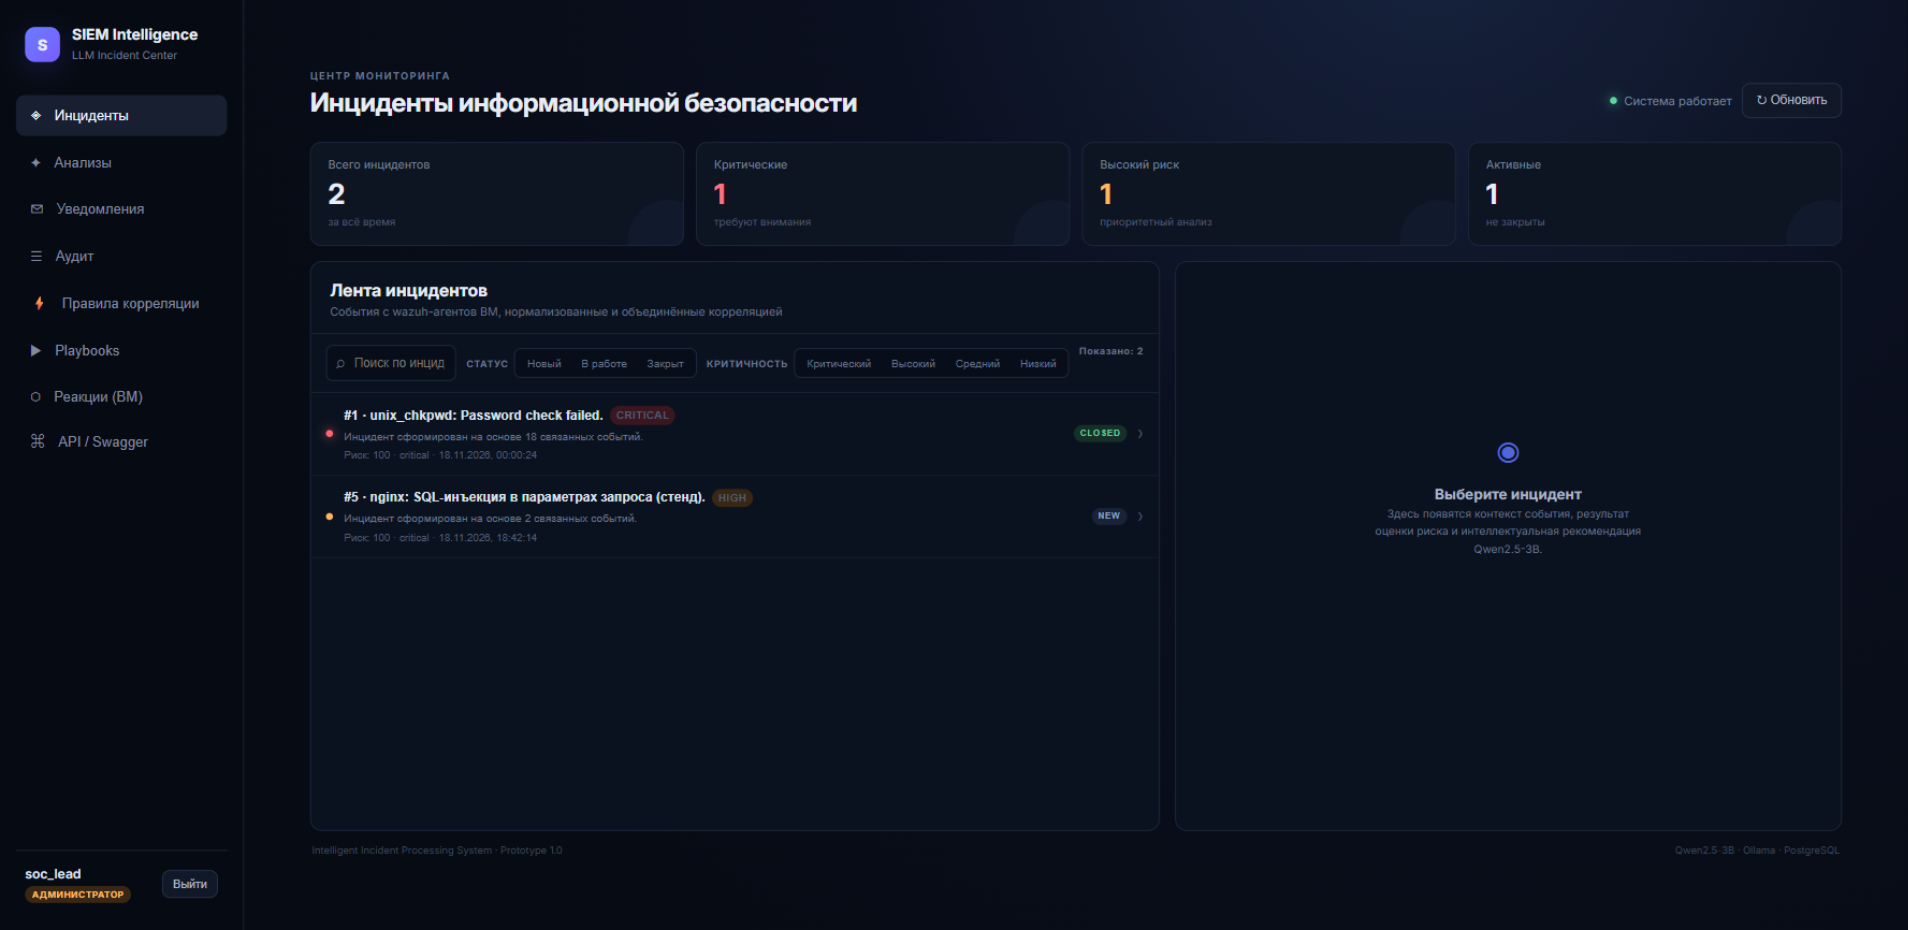 S
SIEM Intelligence
LLM Incident Center
Инциденты
Анализы
Уведомления
Аудит
Правила корреляции
Playbooks
Реакции (ВМ)
API / Swagger
soc_lead
АДМИНИСТРАТОР
Выйти
ЦЕНТР МОНИТОРИНГА
Инциденты информационной безопасности
Система работает
↻ Обновить
Всего инцидентов
2
за всё время
Критические
1
требуют внимания
Высокий риск
1
приоритетный анализ
Активные
1
не закрыты
Лента инцидентов
События с wazuh-агентов ВМ, нормализованные и объединённые корреляцией
Поиск по инцид
СТАТУС
Новый В работе Закрыт
КРИТИЧНОСТЬ
Критический Высокий Средний Низкий
Показано: 2
#1 · unix_chkpwd: Password check failed. CRITICAL
Инцидент сформирован на основе 18 связанных событий.
Риск: 100 · critical · 18.11.2026, 00:00:24
CLOSED
#5 · nginx: SQL-инъекция в параметрах запроса (стенд). HIGH
Инцидент сформирован на основе 2 связанных событий.
Риск: 100 · critical · 18.11.2026, 18:42:14
NEW
Выберите инцидент
Здесь появятся контекст события, результат
оценки риска и интеллектуальная рекомендация
Qwen2.5-3B.
Intelligent Incident Processing System · Prototype 1.0
Qwen2.5-3B · Ollama · PostgreSQL